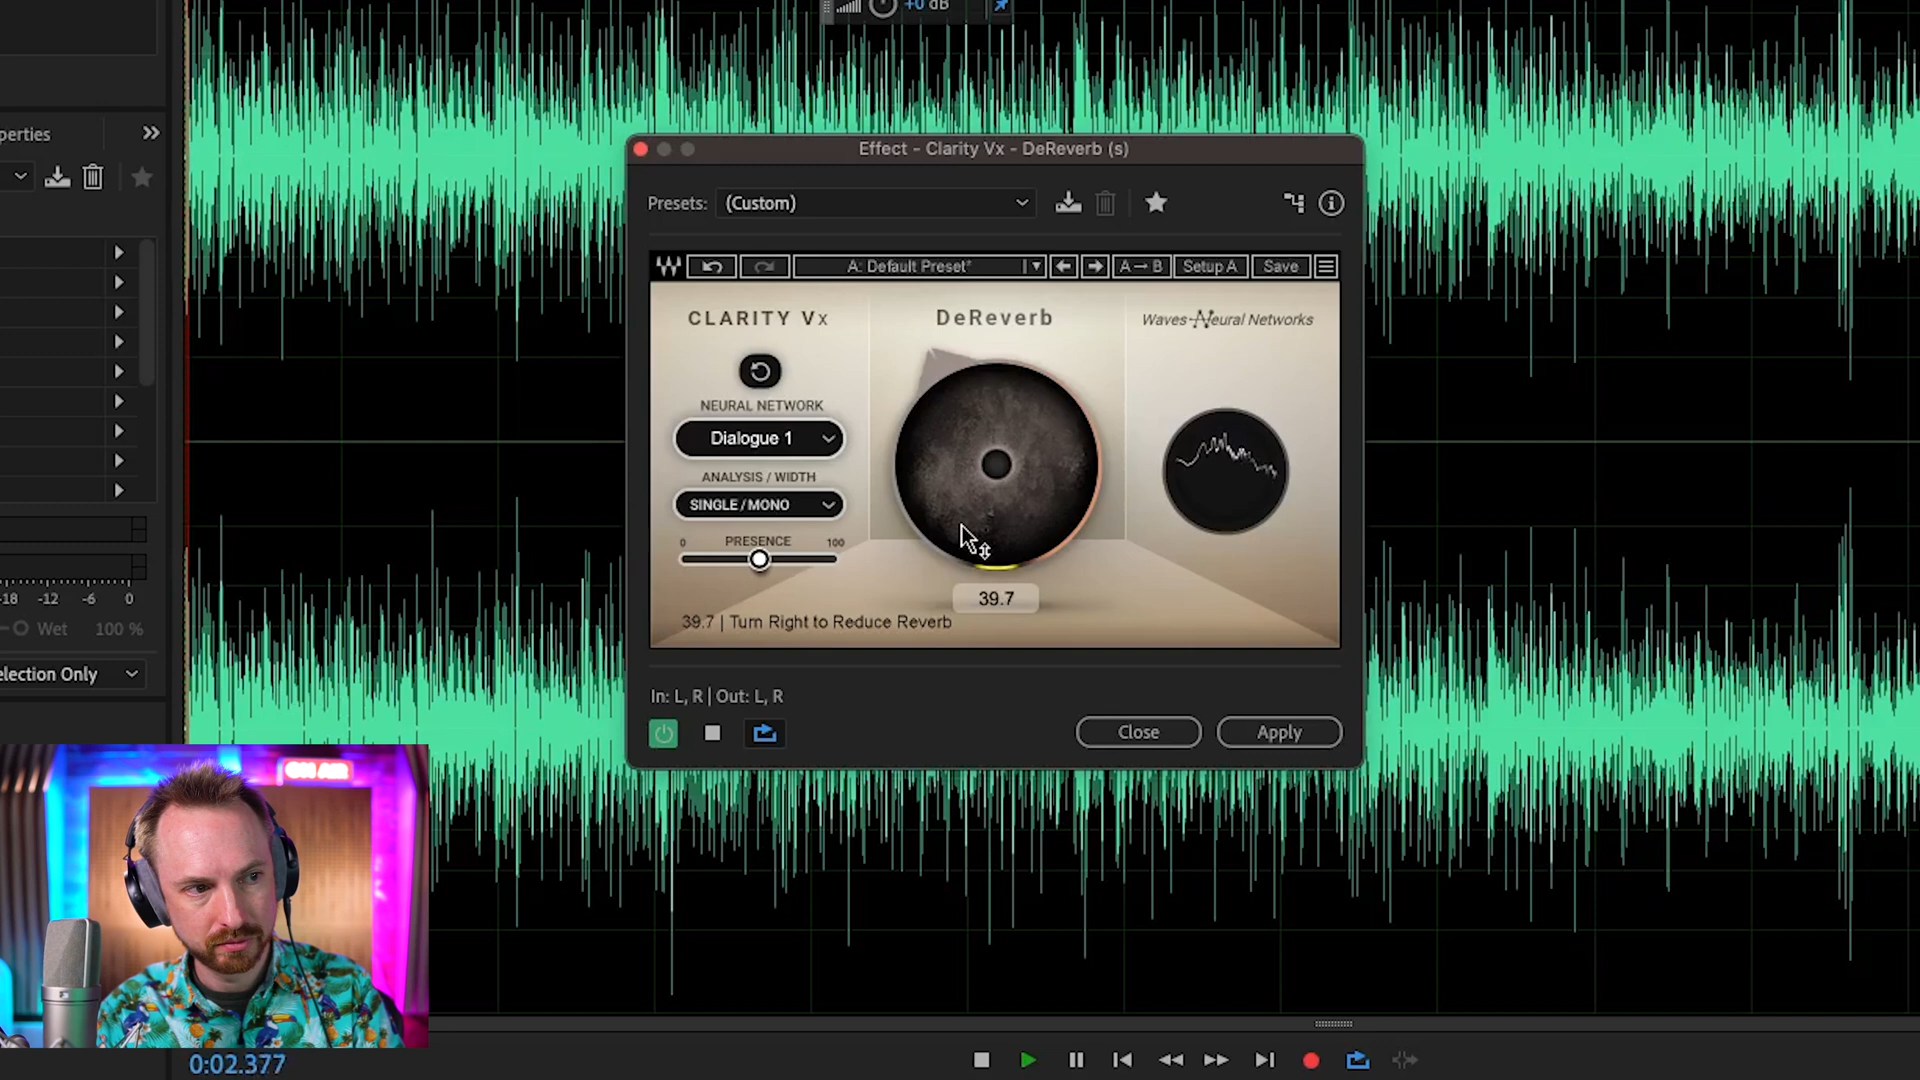 +0 dB
perties
Effect - Clarity Vx - DeReverb (s)
Presets: (Custom)
A: Default Preset*
A→B
Setup A
Save
CLARITY Vx
DeReverb
Waves Neural Networks
NEURAL NETWORK
Dialogue 1
ANALYSIS / WIDTH
SINGLE/MONO
0 PRESENCE 100
39.7
39.7 | Turn Right to Reduce Reverb
-18 -12 -6 0
Wet 100 %
election Only
In: L, R | Out: L, R
Close
Apply
ON AIR
0:02.377